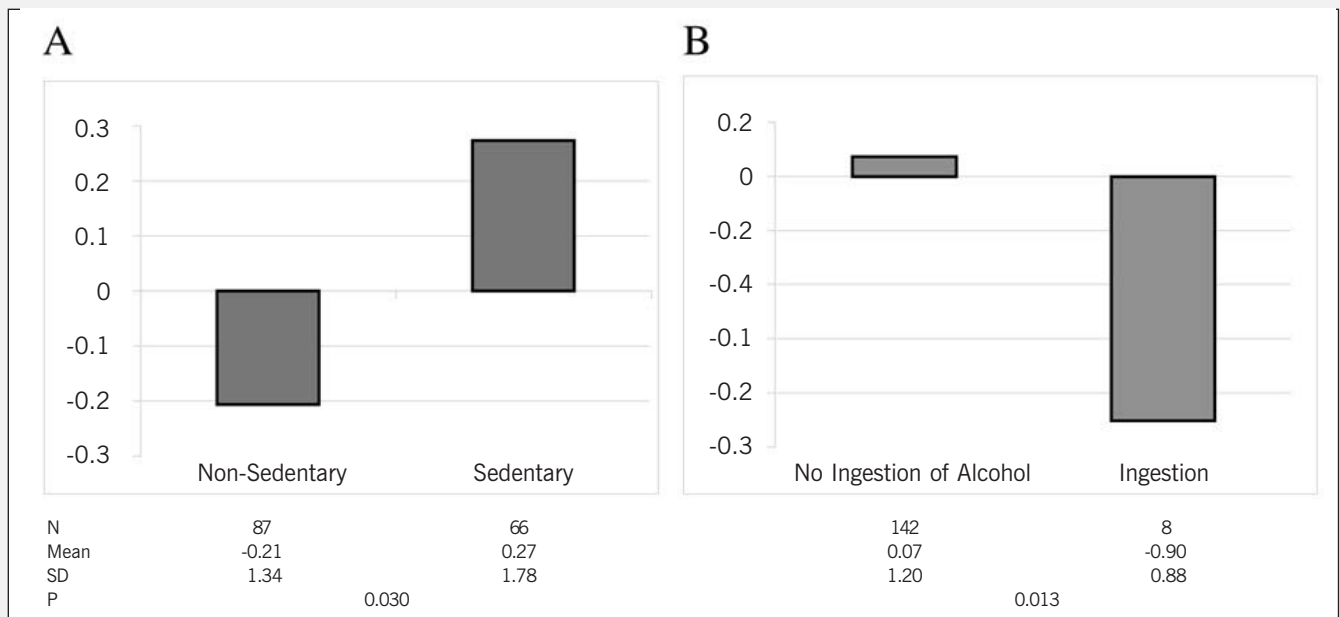 A
B
0.3
0.2
0.1
0
-0.1
-0.2
-0.3
Non-Sedentary Sedentary
0.2
0
-0.2
-0.4
-0.1
-0.2
-0.3
No Ingestion of Alcohol Ingestion
N 87 66 142 8
Mean -0.21 0.27 0.07 -0.90
SD 1.34 1.78 1.20 0.88
P 0.030 0.013